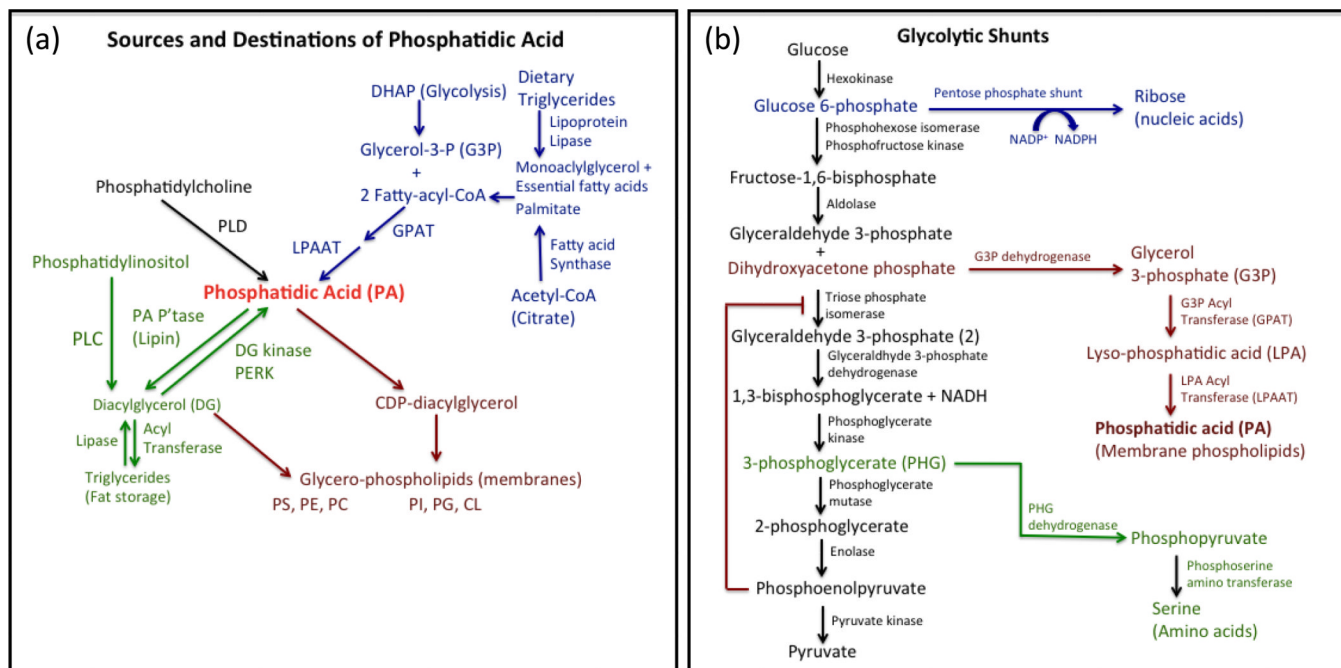 (a)
Sources and Destinations of Phosphatidic Acid
DHAP (Glycolysis)
Dietary
Triglycerides
Lipoprotein
Lipase
Glycerol-3-P (G3P)
+
2 Fatty-acyl-CoA
Monoaclylglycerol +
Essential fatty acids
Palmitate
Phosphatidylcholine
PLD
GPAT
LPAAT
Fatty acid
Synthase
Acetyl-CoA
(Citrate)
Phosphatidylinositol
Phosphatidic Acid (PA)
PA P'tase
(Lipin)
PLC
DG kinase
PERK
Diacylglycerol (DG)
CDP-diacylglycerol
Lipase
Acyl
Transferase
Triglycerides
(Fat storage)
Glycero-phospholipids (membranes)
PS, PE, PC
PI, PG, CL
(b)
Glycolytic Shunts
Glucose
Hexokinase
Glucose 6-phosphate
Pentose phosphate shunt
NADP⁺ NADPH
Ribose
(nucleic acids)
Phosphohexose isomerase
Phosphofructose kinase
Fructose-1,6-bisphosphate
Aldolase
Glyceraldehyde 3-phosphate
+
Dihydroxyacetone phosphate
G3P dehydrogenase
Glycerol
3-phosphate (G3P)
G3P Acyl
Transferase (GPAT)
Lyso-phosphatidic acid (LPA)
LPA Acyl
Transferase (LPAAT)
Phosphatidic acid (PA)
(Membrane phospholipids)
Triose phosphate
isomerase
Glyceraldehyde 3-phosphate (2)
Glyceraldhyde 3-phosphate
dehydrogenase
1,3-bisphosphoglycerate + NADH
Phosphoglycerate
kinase
3-phosphoglycerate (PHG)
PHG
dehydrogenase
Phosphopyruvate
Phosphoserine
amino transferase
Serine
(Amino acids)
Phosphoglycerate
mutase
2-phosphoglycerate
Enolase
Phosphoenolpyruvate
Pyruvate kinase
Pyruvate